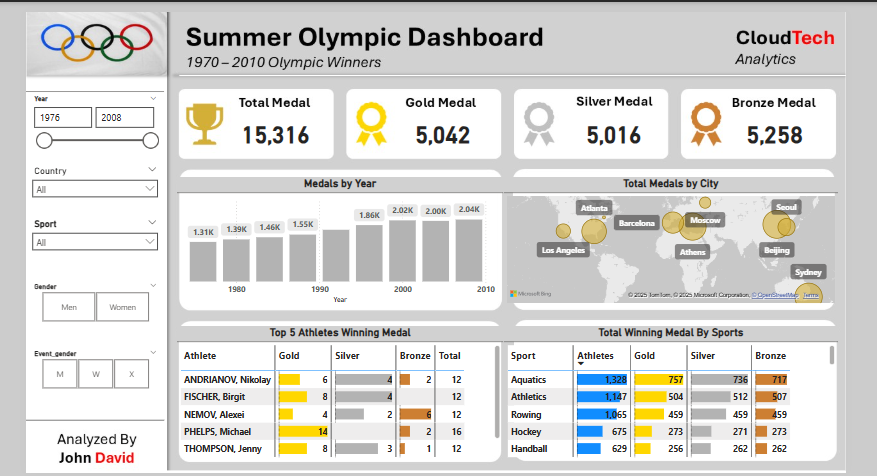 Summer Olympic Dashboard
1970 – 2010 Olympic Winners
CloudTech
Analytics
Year
1976 2008
Country
All
Sport
All
Gender
Men Women
Event_gender
M W X
Analyzed By
John David
Total Medal
15,316
Gold Medal
5,042
Silver Medal
5,016
Bronze Medal
5,258
Medals by Year
1.31K 1.39K 1.46K 1.55K 1.86K 2.02K 2.00K 2.04K
1980 1990 2000 2010
Year
Total Medals by City
Atlanta
Seoul
Barcelona
Moscow
Los Angeles
Athens
Beijing
Sydney
Microsoft Bing
© 2025 TomTom, © 2025 Microsoft Corporation, © OpenStreetMap Terms
Top 5 Athletes Winning Medal
Athlete Gold Silver Bronze Total
ANDRIANOV, Nikolay 6 4 2 12
FISCHER, Birgit 8 4 12
NEMOV, Alexei 4 2 6 12
PHELPS, Michael 14 2 16
THOMPSON, Jenny 8 3 1 12
Total Winning Medal By Sports
Sport Athletes Gold Silver Bronze
Aquatics 1,328 757 736 717
Athletics 1,147 504 512 507
Rowing 1,065 459 459 459
Hockey 675 273 271 273
Handball 629 256 262 262